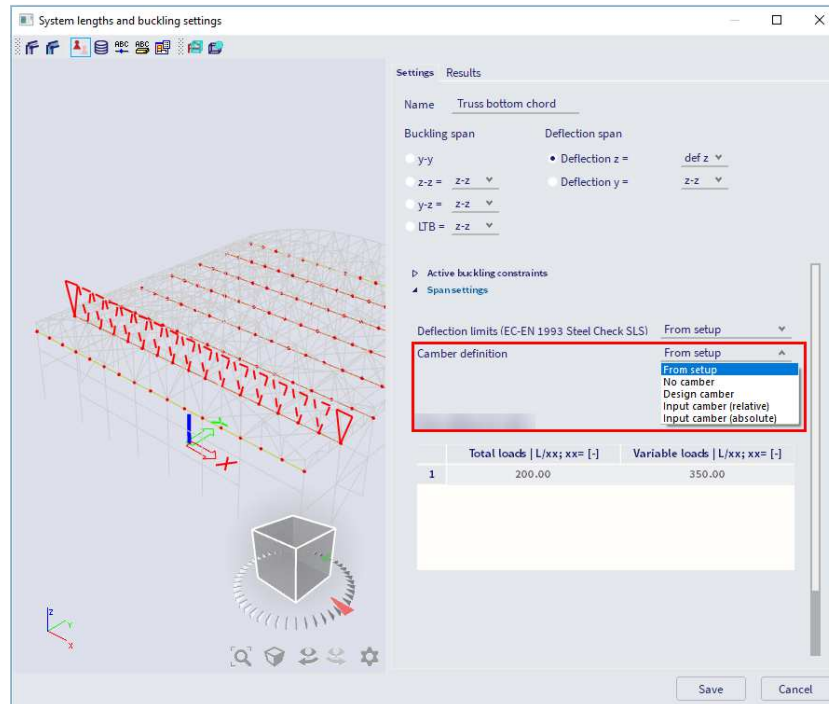 System lengths and buckling settings
ABC ABC
Settings Results
Name Truss bottom chord
Buckling span Deflection span
y-y Deflection z = def z
z-z = z-z Deflection y = z-z
y-z = z-z
LTB = z-z
Active buckling constraints
Span settings
Deflection limits (EC-EN 1993 Steel Check SLS) From setup
Camber definition From setup
From setup
No camber
Design camber
Input camber (relative)
Input camber (absolute)
Total loads | L/xx; xx= [-] Variable loads | L/xx; xx= [-]
1 200.00 350.00
z
y
x
Save Cancel